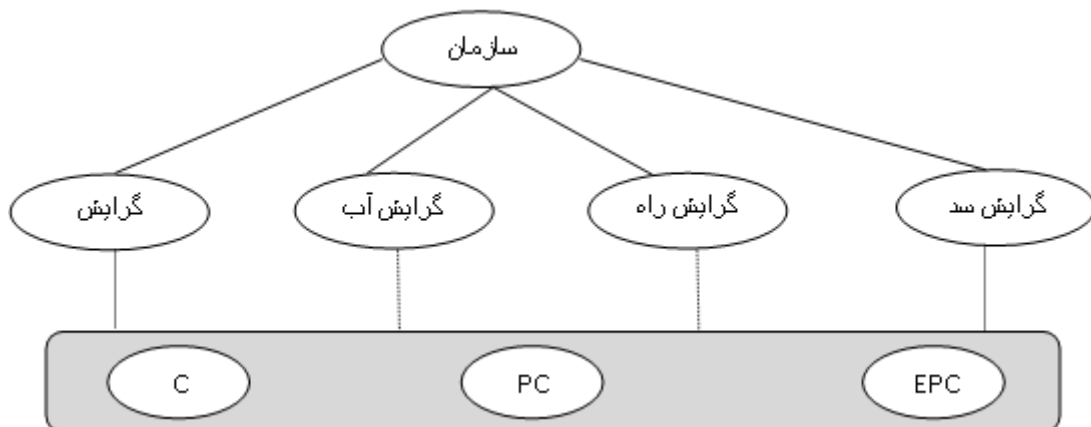 سازمان
گرایش سد
گرایش راه
گرایش آب
گرایش
C
PC
EPC